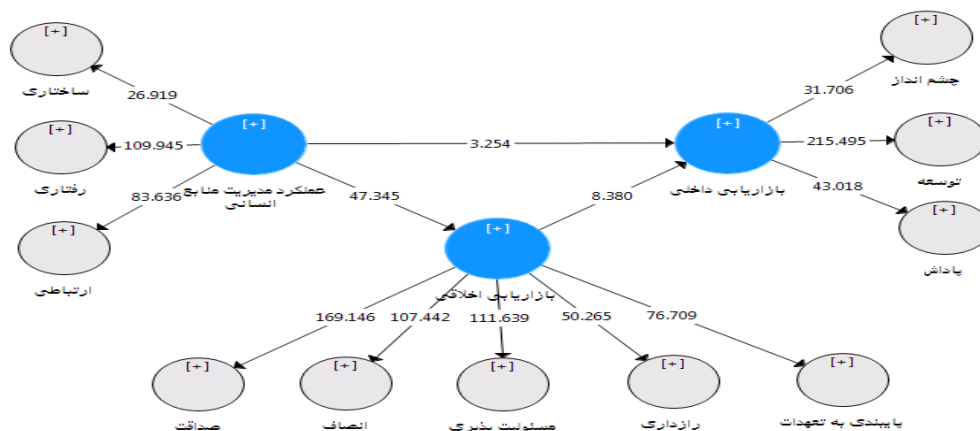 [+]
چشم انداز
[+]
ساختاری
26.919
31.706
[+]
رفتاری
109.945
[+]
عملکرد مدیریت منابع
انسانی
3.254
[+]
بازاریابی داخلی
215.495
[+]
توسعه
83.636
47.345
8.380
43.018
[+]
ارتباطی
[+]
بازاریابی اخلاقی
[+]
پاداش
169.146
107.442
111.639
50.265
76.709
[+]
صداقت
[+]
انصاف
[+]
مسئولیت پذیری
[+]
رازداری
[+]
پایبندی به تعهدات